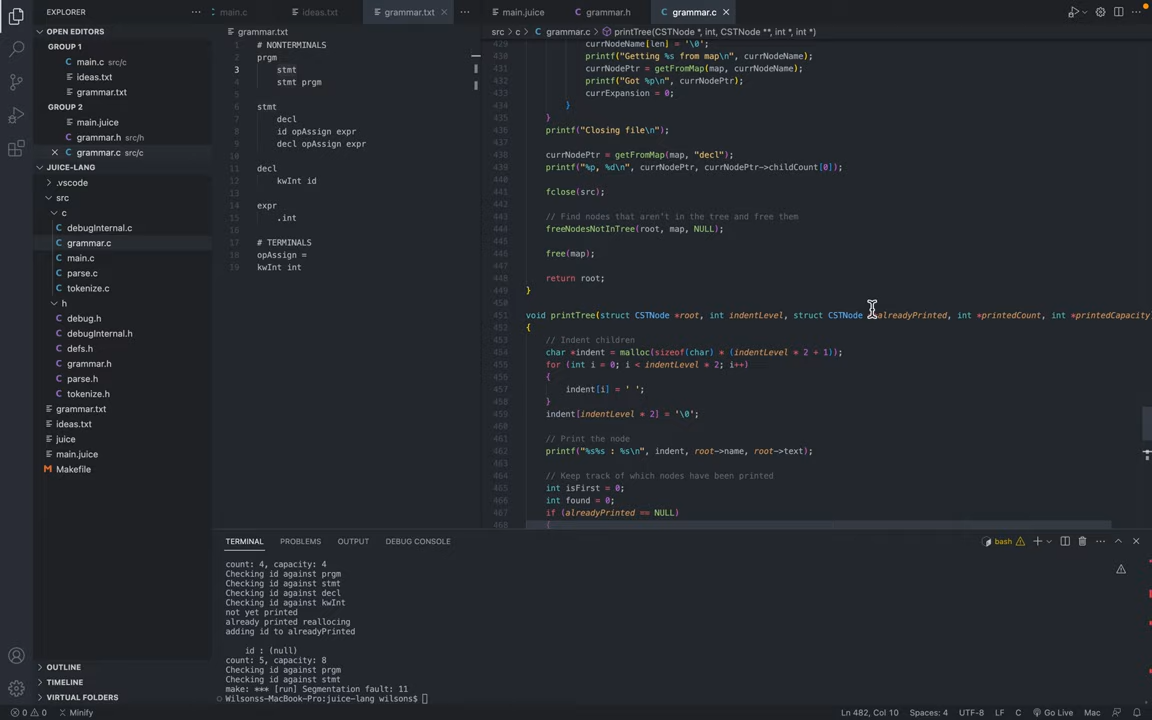 EXPLORER
OPEN EDITORS
GROUP 1
main.c src/c
ideas.txt
grammar.txt
GROUP 2
main.juice
grammar.h src/h
grammar.c src/c
JUICE-LANG
.vscode
src
c
debugInternal.c
grammar.c
main.c
parse.c
tokenize.c
h
debug.h
debugInternal.h
defs.h
grammar.h
parse.h
tokenize.h
grammar.txt
ideas.txt
juice
main.juice
Makefile
OUTLINE
TIMELINE
VIRTUAL FOLDERS
main.c ideas.txt grammar.txt
grammar.txt
1 # NONTERMINALS
2 prgm
3 stmt
4 stmt prgm
5
6 stmt
7 decl
8 id opAssign expr
9 decl opAssign expr
10
11 decl
12 kwInt id
13
14 expr
15 .int
16
17 # TERMINALS
18 opAssign =
19 kwInt int
main.juice grammar.h grammar.c
src > c > grammar.c > printTree(CSTNode *, int, CSTNode **, int *, int *)
429 currNodeName[len] = '\0';
430 printf("Getting %s from map\n", currNodeName);
431 currNodePtr = getFromMap(map, currNodeName);
432 printf("Got %p\n", currNodePtr);
433 currExpansion = 0;
434 }
435 }
436 printf("Closing file\n");
437
438 currNodePtr = getFromMap(map, "decl");
439 printf("%p, %d\n", currNodePtr, currNodePtr->childCount[0]);
440
441 fclose(src);
442
443 // Find nodes that aren't in the tree and free them
444 freeNodesNotInTree(root, map, NULL);
445
446 free(map);
447
448 return root;
449 }
450
451 void printTree(struct CSTNode *root, int indentLevel, struct CSTNode **alreadyPrinted, int *printedCount, int *printedCapacity
452 {
453 // Indent children
454 char *indent = malloc(sizeof(char) * (indentLevel * 2 + 1));
455 for (int i = 0; i < indentLevel * 2; i++)
456 {
457 indent[i] = ' ';
458 }
459 indent[indentLevel * 2] = '\0';
460
461 // Print the node
462 printf("%s%s : %s\n", indent, root->name, root->text);
463
464 // Keep track of which nodes have been printed
465 int isFirst = 0;
466 int found = 0;
467 if (alreadyPrinted == NULL)
468 {
TERMINAL PROBLEMS OUTPUT DEBUG CONSOLE
bash
count: 4, capacity: 4
Checking id against prgm
Checking id against stmt
Checking id against decl
Checking id against kwInt
not yet printed
already printed reallocing
adding id to alreadyPrinted
id : (null)
count: 5, capacity: 8
Checking id against prgm
Checking id against stmt
make: *** [run] Segmentation fault: 11
Wilsonss-MacBook-Pro:juice-lang wilsons$
0 0 Minify
Ln 482, Col 10 Spaces: 4 UTF-8 LF C Go Live Mac